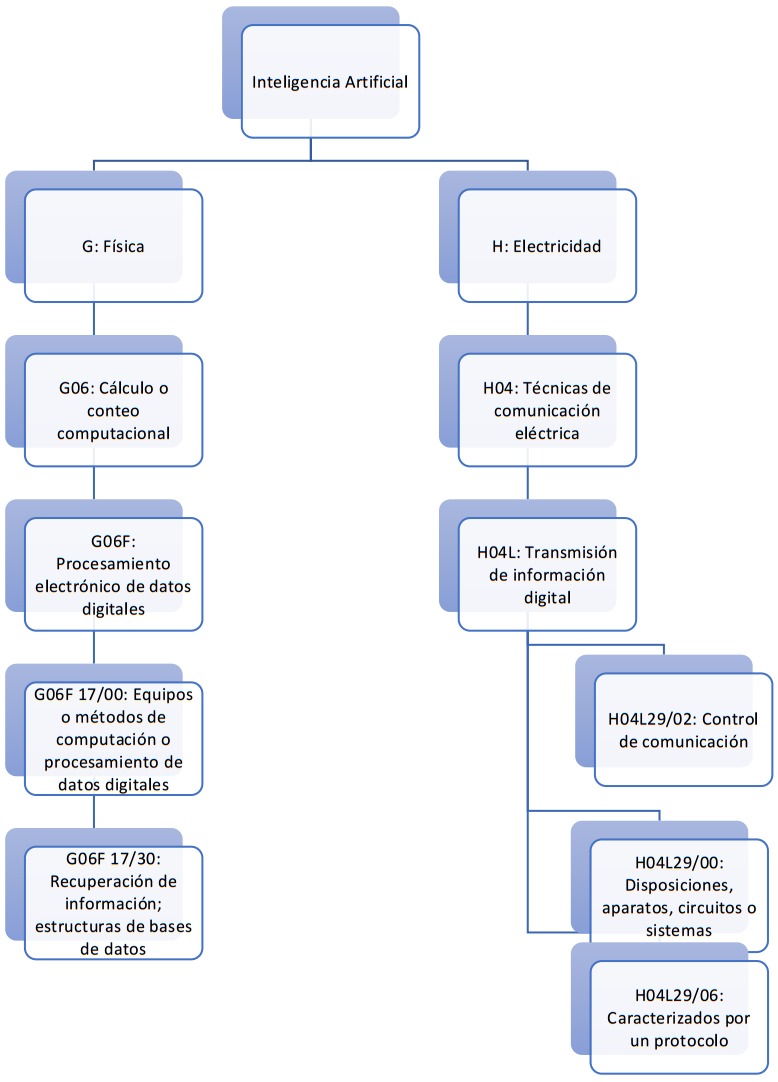 Inteligencia Artificial
G: Física
H: Electricidad
G06: Cálculo o
conteo
computacional
H04: Técnicas de
comunicación
eléctrica
G06F:
Procesamiento
electrónico de datos
digitales
H04L: Transmisión
de información
digital
G06F 17/00: Equipos
o métodos de
computación o
procesamiento de
datos digitales
H04L29/02: Control
de comunicación
G06F 17/30:
Recuperación de
información;
estructuras de bases
de datos
H04L29/00:
Disposiciones,
aparatos, circuitos o
sistemas
H04L29/06:
Caracterizados por
un protocolo